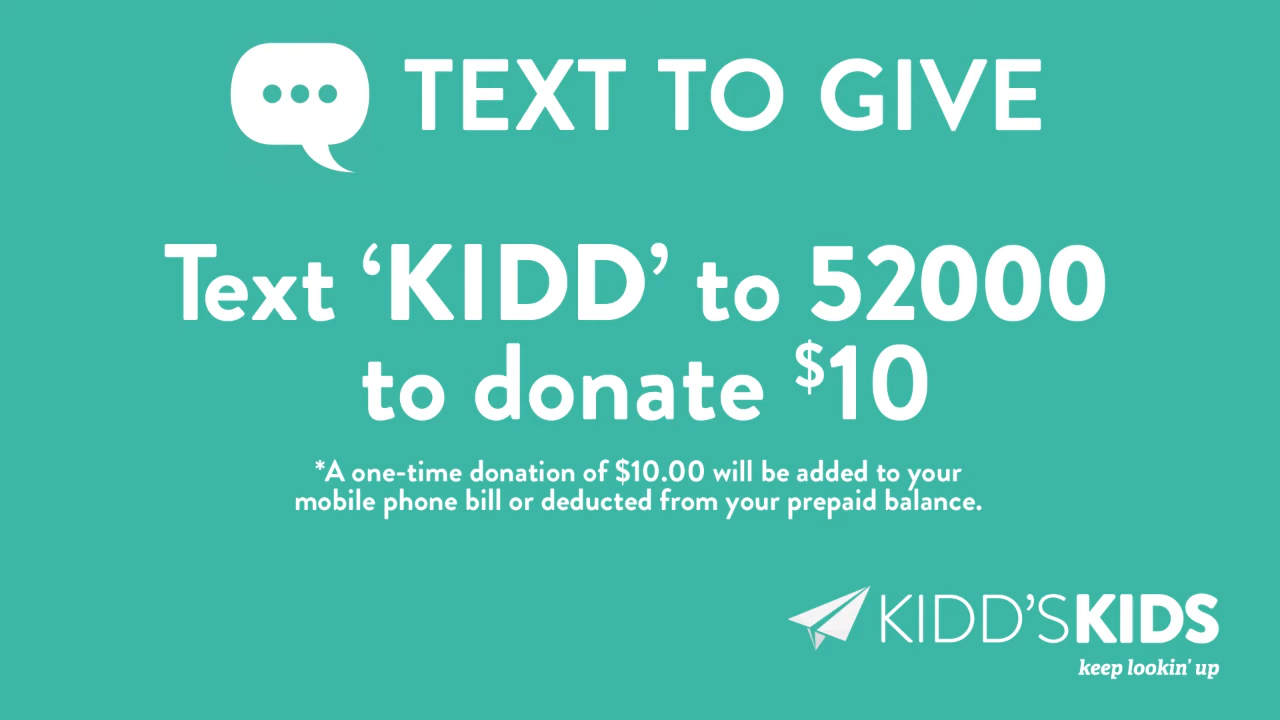 TEXT TO GIVE
Text ‘KIDD’ to 52000
to donate $10
*A one-time donation of $10.00 will be added to your
mobile phone bill or deducted from your prepaid balance.
KIDD’SKIDS
keep lookin' up